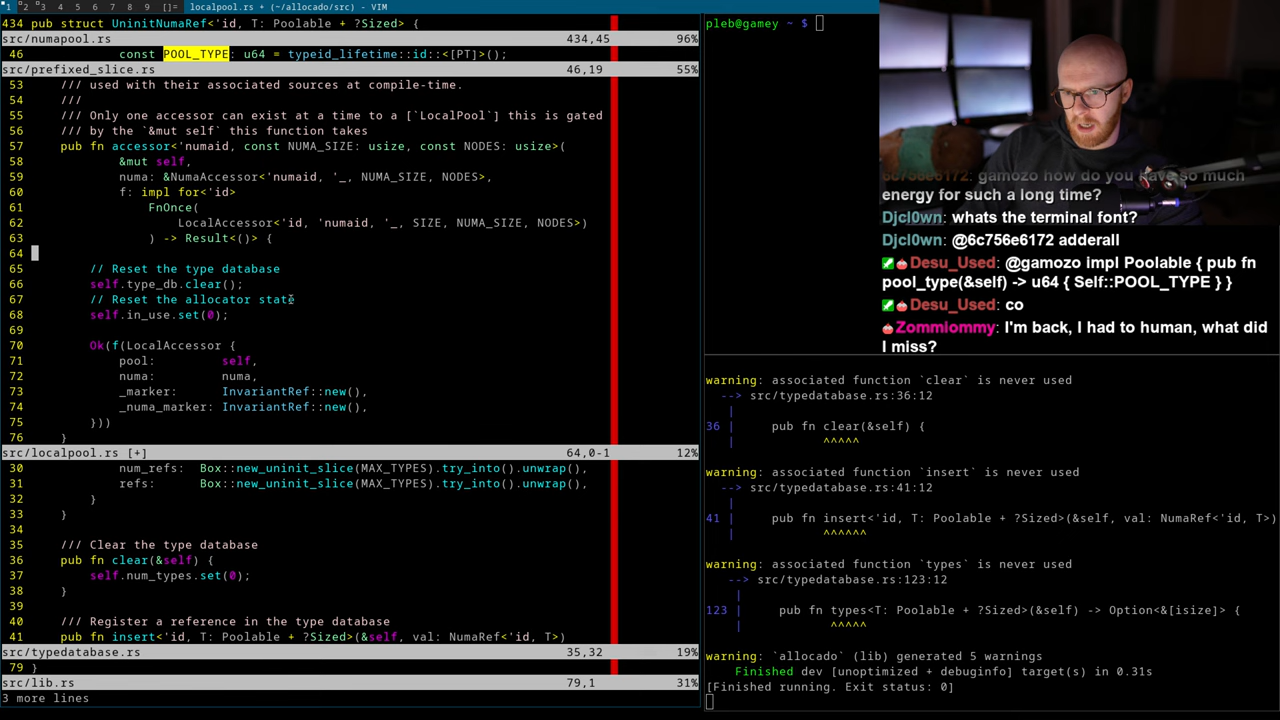 1 2 3 4 5 6 7 8 9 []= localpool.rs + (~/allocado/src) - VIM
434 pub struct UninitNumaRef<'id, T: Poolable + ?Sized> {
src/numapool.rs 434,45 96%
46 const POOL_TYPE: u64 = typeid_lifetime::id::<[PT]>();
src/prefixed_slice.rs 46,19 55%
53 /// used with their associated sources at compile-time.
54 ///
55 /// Only one accessor can exist at a time to a [`LocalPool`] this is gated
56 /// by the `&mut self` this function takes
57 pub fn accessor<'numaid, const NUMA_SIZE: usize, const NODES: usize>(
58 &mut self,
59 numa: &NumaAccessor<'numaid, '_, NUMA_SIZE, NODES>,
60 f: impl for<'id>
61 FnOnce(
62 LocalAccessor<'id, 'numaid, '_, SIZE, NUMA_SIZE, NODES>)
63 ) -> Result<()> {
64
65 // Reset the type database
66 self.type_db.clear();
67 // Reset the allocator state
68 self.in_use.set(0);
69
70 Ok(f(LocalAccessor {
71 pool: self,
72 numa: numa,
73 _marker: InvariantRef::new(),
74 _numa_marker: InvariantRef::new(),
75 }))
76 }
src/localpool.rs [+] 64,0-1 12%
30 num_refs: Box::new_uninit_slice(MAX_TYPES).try_into().unwrap(),
31 refs: Box::new_uninit_slice(MAX_TYPES).try_into().unwrap(),
32 }
33 }
34
35 /// Clear the type database
36 pub fn clear(&self) {
37 self.num_types.set(0);
38 }
39
40 /// Register a reference in the type database
41 pub fn insert<'id, T: Poolable + ?Sized>(&self, val: NumaRef<'id, T>)
src/typedatabase.rs 35,32 19%
79 }
src/lib.rs 79,1 31%
3 more lines
pleb@gamey ~ $
gamozo how do you have so much
energy for such a long time?
Djcl0wn: whats the terminal font?
Djcl0wn: @6c756e6172 adderall
Desu_Used: @gamozo impl Poolable { pub fn
pool_type(&self) -> u64 { Self::POOL_TYPE } }
Desu_Used: co
Zommiommy: I'm back, I had to human, what did
I miss?
warning: associated function `clear` is never used
--> src/typedatabase.rs:36:12
|
36 | pub fn clear(&self) {
| ^^^^^
warning: associated function `insert` is never used
--> src/typedatabase.rs:41:12
|
41 | pub fn insert<'id, T: Poolable + ?Sized>(&self, val: NumaRef<'id, T>)
| ^^^^^^
warning: associated function `types` is never used
--> src/typedatabase.rs:123:12
|
123 | pub fn types<T: Poolable + ?Sized>(&self) -> Option<&[isize]> {
| ^^^^^
warning: `allocado` (lib) generated 5 warnings
Finished dev [unoptimized + debuginfo] target(s) in 0.31s
[Finished running. Exit status: 0]